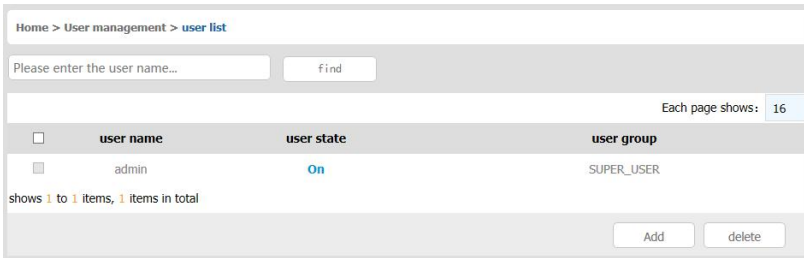 Home > User management > user list
Please enter the user name... find
Each page shows: 16
user name user state user group
admin On SUPER_USER
shows 1 to 1 items, 1 items in total
Add delete